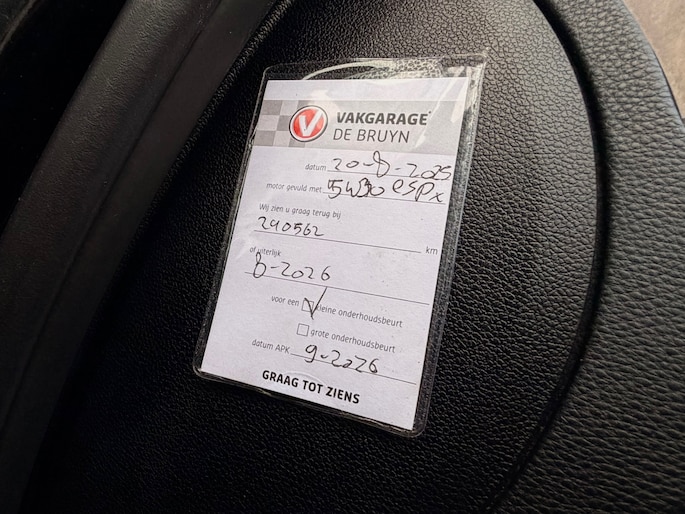 V VAKGARAGE
DE BRUYN
datum 20-8-2025
motor gevuld met 5W30 espx
Wij zien u graag terug bij
290562 km
of uiterlijk
8-2026
voor een kleine onderhoudsbeurt
grote onderhoudsbeurt
datum APK 9-2026
GRAAG TOT ZIENS